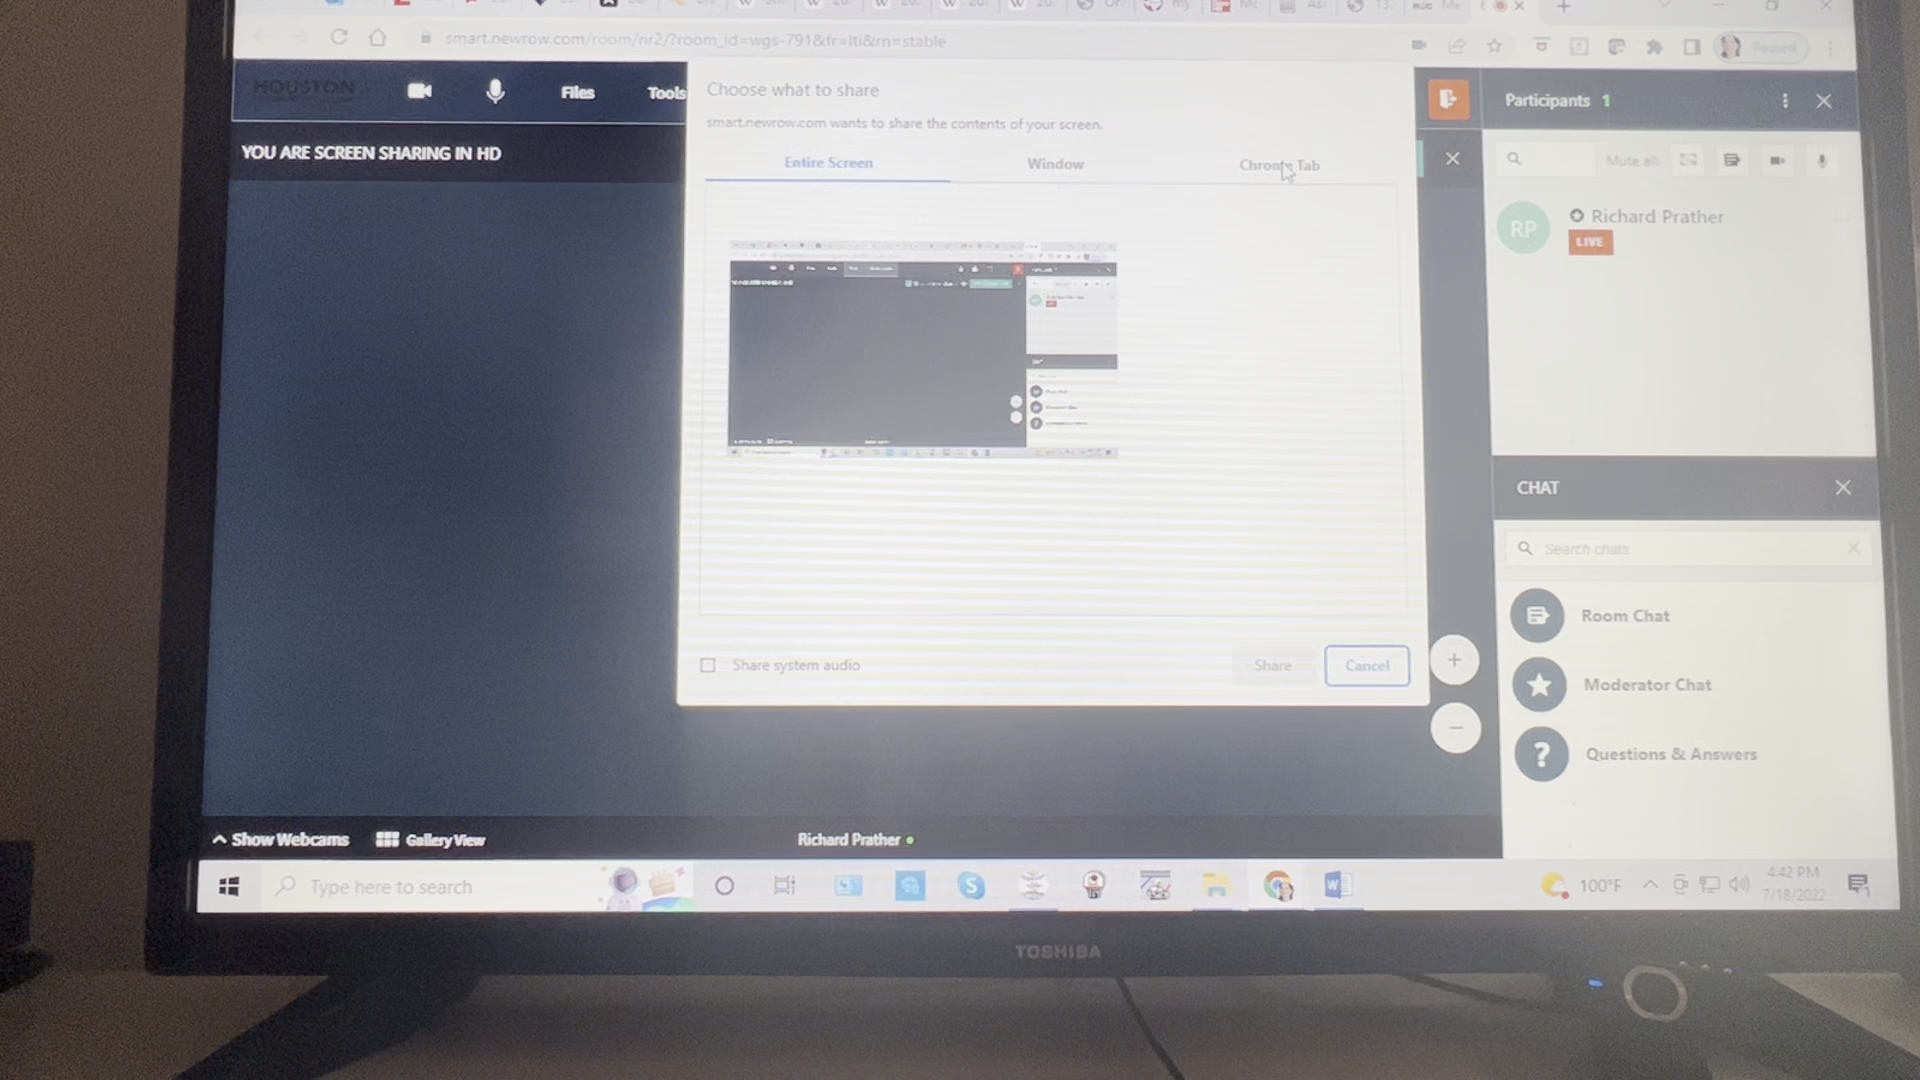 smart.newrow.com/room/nr2/?room_id=wgs-791&fr=lti&rn=stable
Paused
HOUSTON
Files
Tools
YOU ARE SCREEN SHARING IN HD
Choose what to share
smart.newrow.com wants to share the contents of your screen.
Entire Screen
Window
Chrome Tab
Share system audio
Share
Cancel
Participants 1
Mute all:
RP
Richard Prather
LIVE
CHAT
Search chats
Room Chat
Moderator Chat
Questions & Answers
Show Webcams
Gallery View
Richard Prather
Type here to search
100°F
4:42 PM
7/18/2022
TOSHIBA